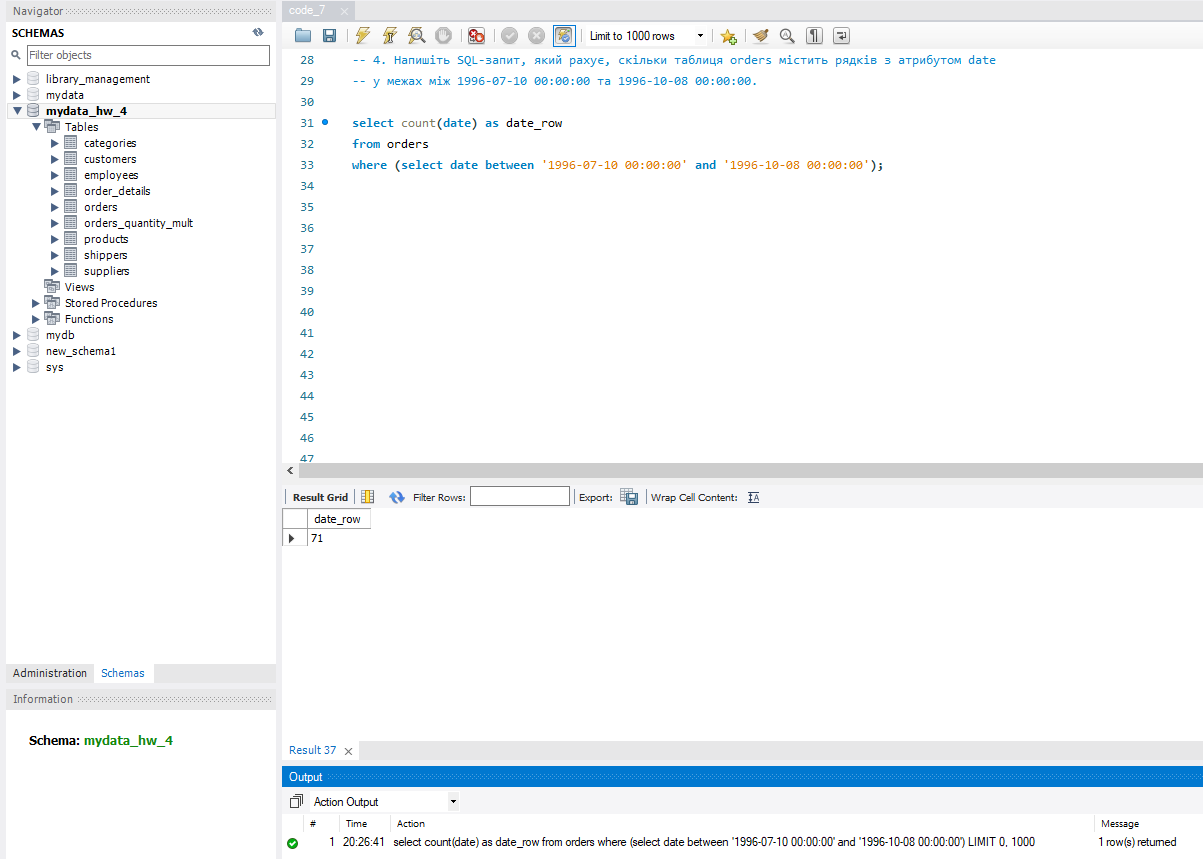 Navigator
SCHEMAS
Filter objects
library_management
mydata
mydata_hw_4
Tables
categories
customers
employees
order_details
orders
orders_quantity_mult
products
shippers
suppliers
Views
Stored Procedures
Functions
mydb
new_schema1
sys
Administration Schemas
Information
Schema: mydata_hw_4
code_7
Limit to 1000 rows
28 -- 4. Напишіть SQL-запит, який рахує, скільки таблиця orders містить рядків з атрибутом date
29 -- у межах між 1996-07-10 00:00:00 та 1996-10-08 00:00:00.
30
31 select count(date) as date_row
32 from orders
33 where (select date between '1996-07-10 00:00:00' and '1996-10-08 00:00:00');
34
35
36
37
38
39
40
41
42
43
44
45
46
47
Result Grid Filter Rows: Export: Wrap Cell Content:
date_row
71
Result 37
Output
Action Output
# Time Action Message
1 20:26:41 select count(date) as date_row from orders where (select date between '1996-07-10 00:00:00' and '1996-10-08 00:00:00') LIMIT 0, 1000 1 row(s) returned